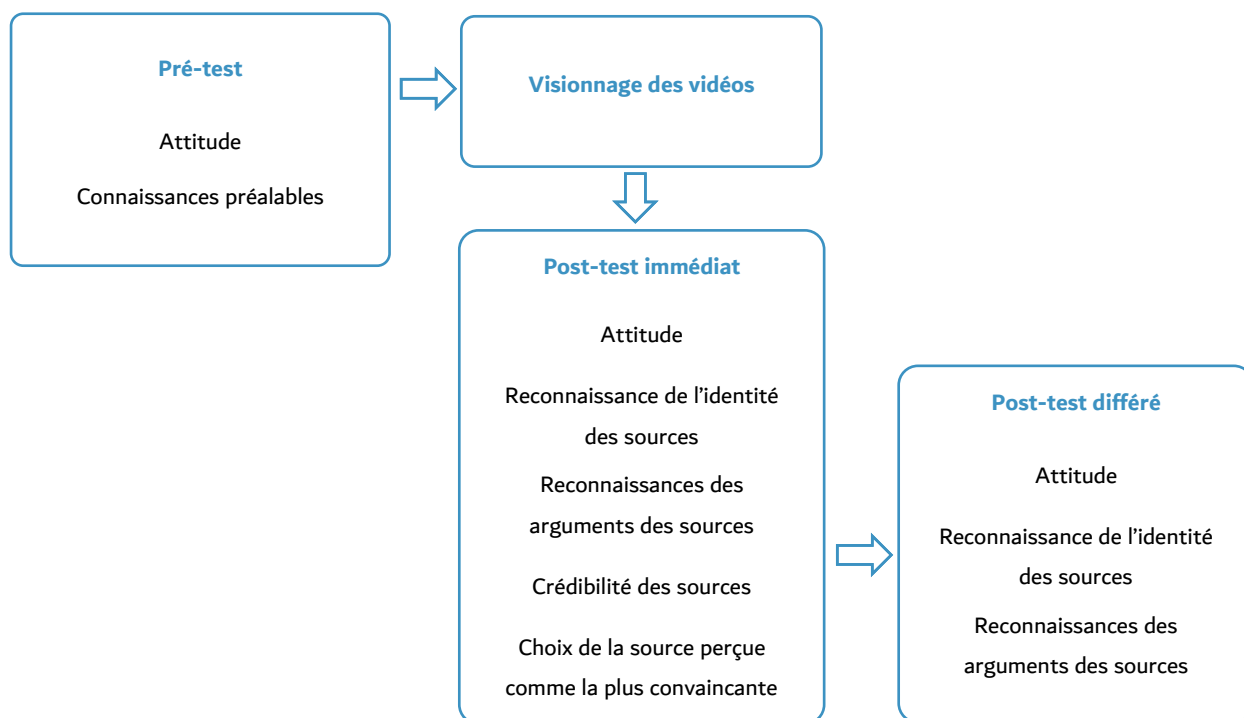 Pré-test
Attitude
Connaissances préalables
Visionnage des vidéos
Post-test immédiat
Attitude
Reconnaissance de l’identité
des sources
Reconnaissances des
arguments des sources
Crédibilité des sources
Choix de la source perçue
comme la plus convaincante
Post-test différé
Attitude
Reconnaissance de l’identité
des sources
Reconnaissances des
arguments des sources